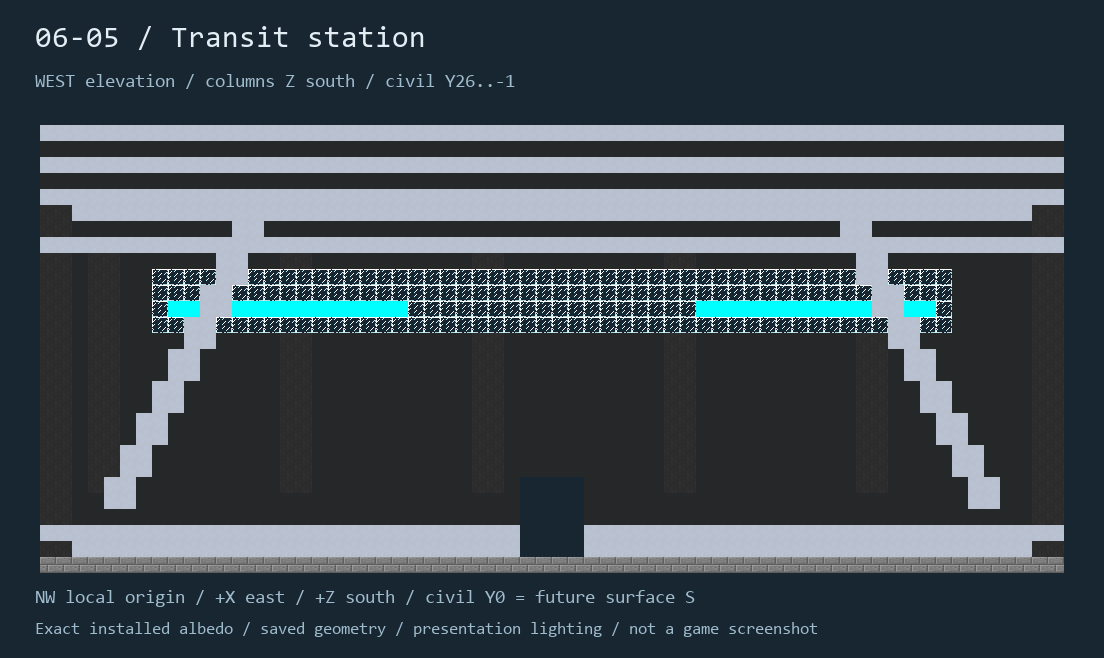 06-05 / Transit station
WEST elevation / columns Z south / civil Y26..-1
NW local origin / +X east / +Z south / civil Y0 = future surface S
Exact installed albedo / saved geometry / presentation lighting / not a game screenshot